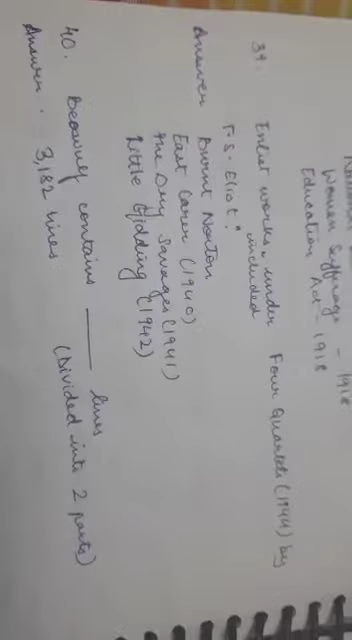 Women Suffrage - 1918
Education Act - 1918
39. Enlist works included under Four Quartets (1944) by
T.S. Eliot.
Answer Burnt Norton
East Coker (1940)
The Dry Salvages (1941)
Little Gidding (1942)
40. Beowulf contains ____ lines
Answer. 3,182 lines (Divided into 2 parts)